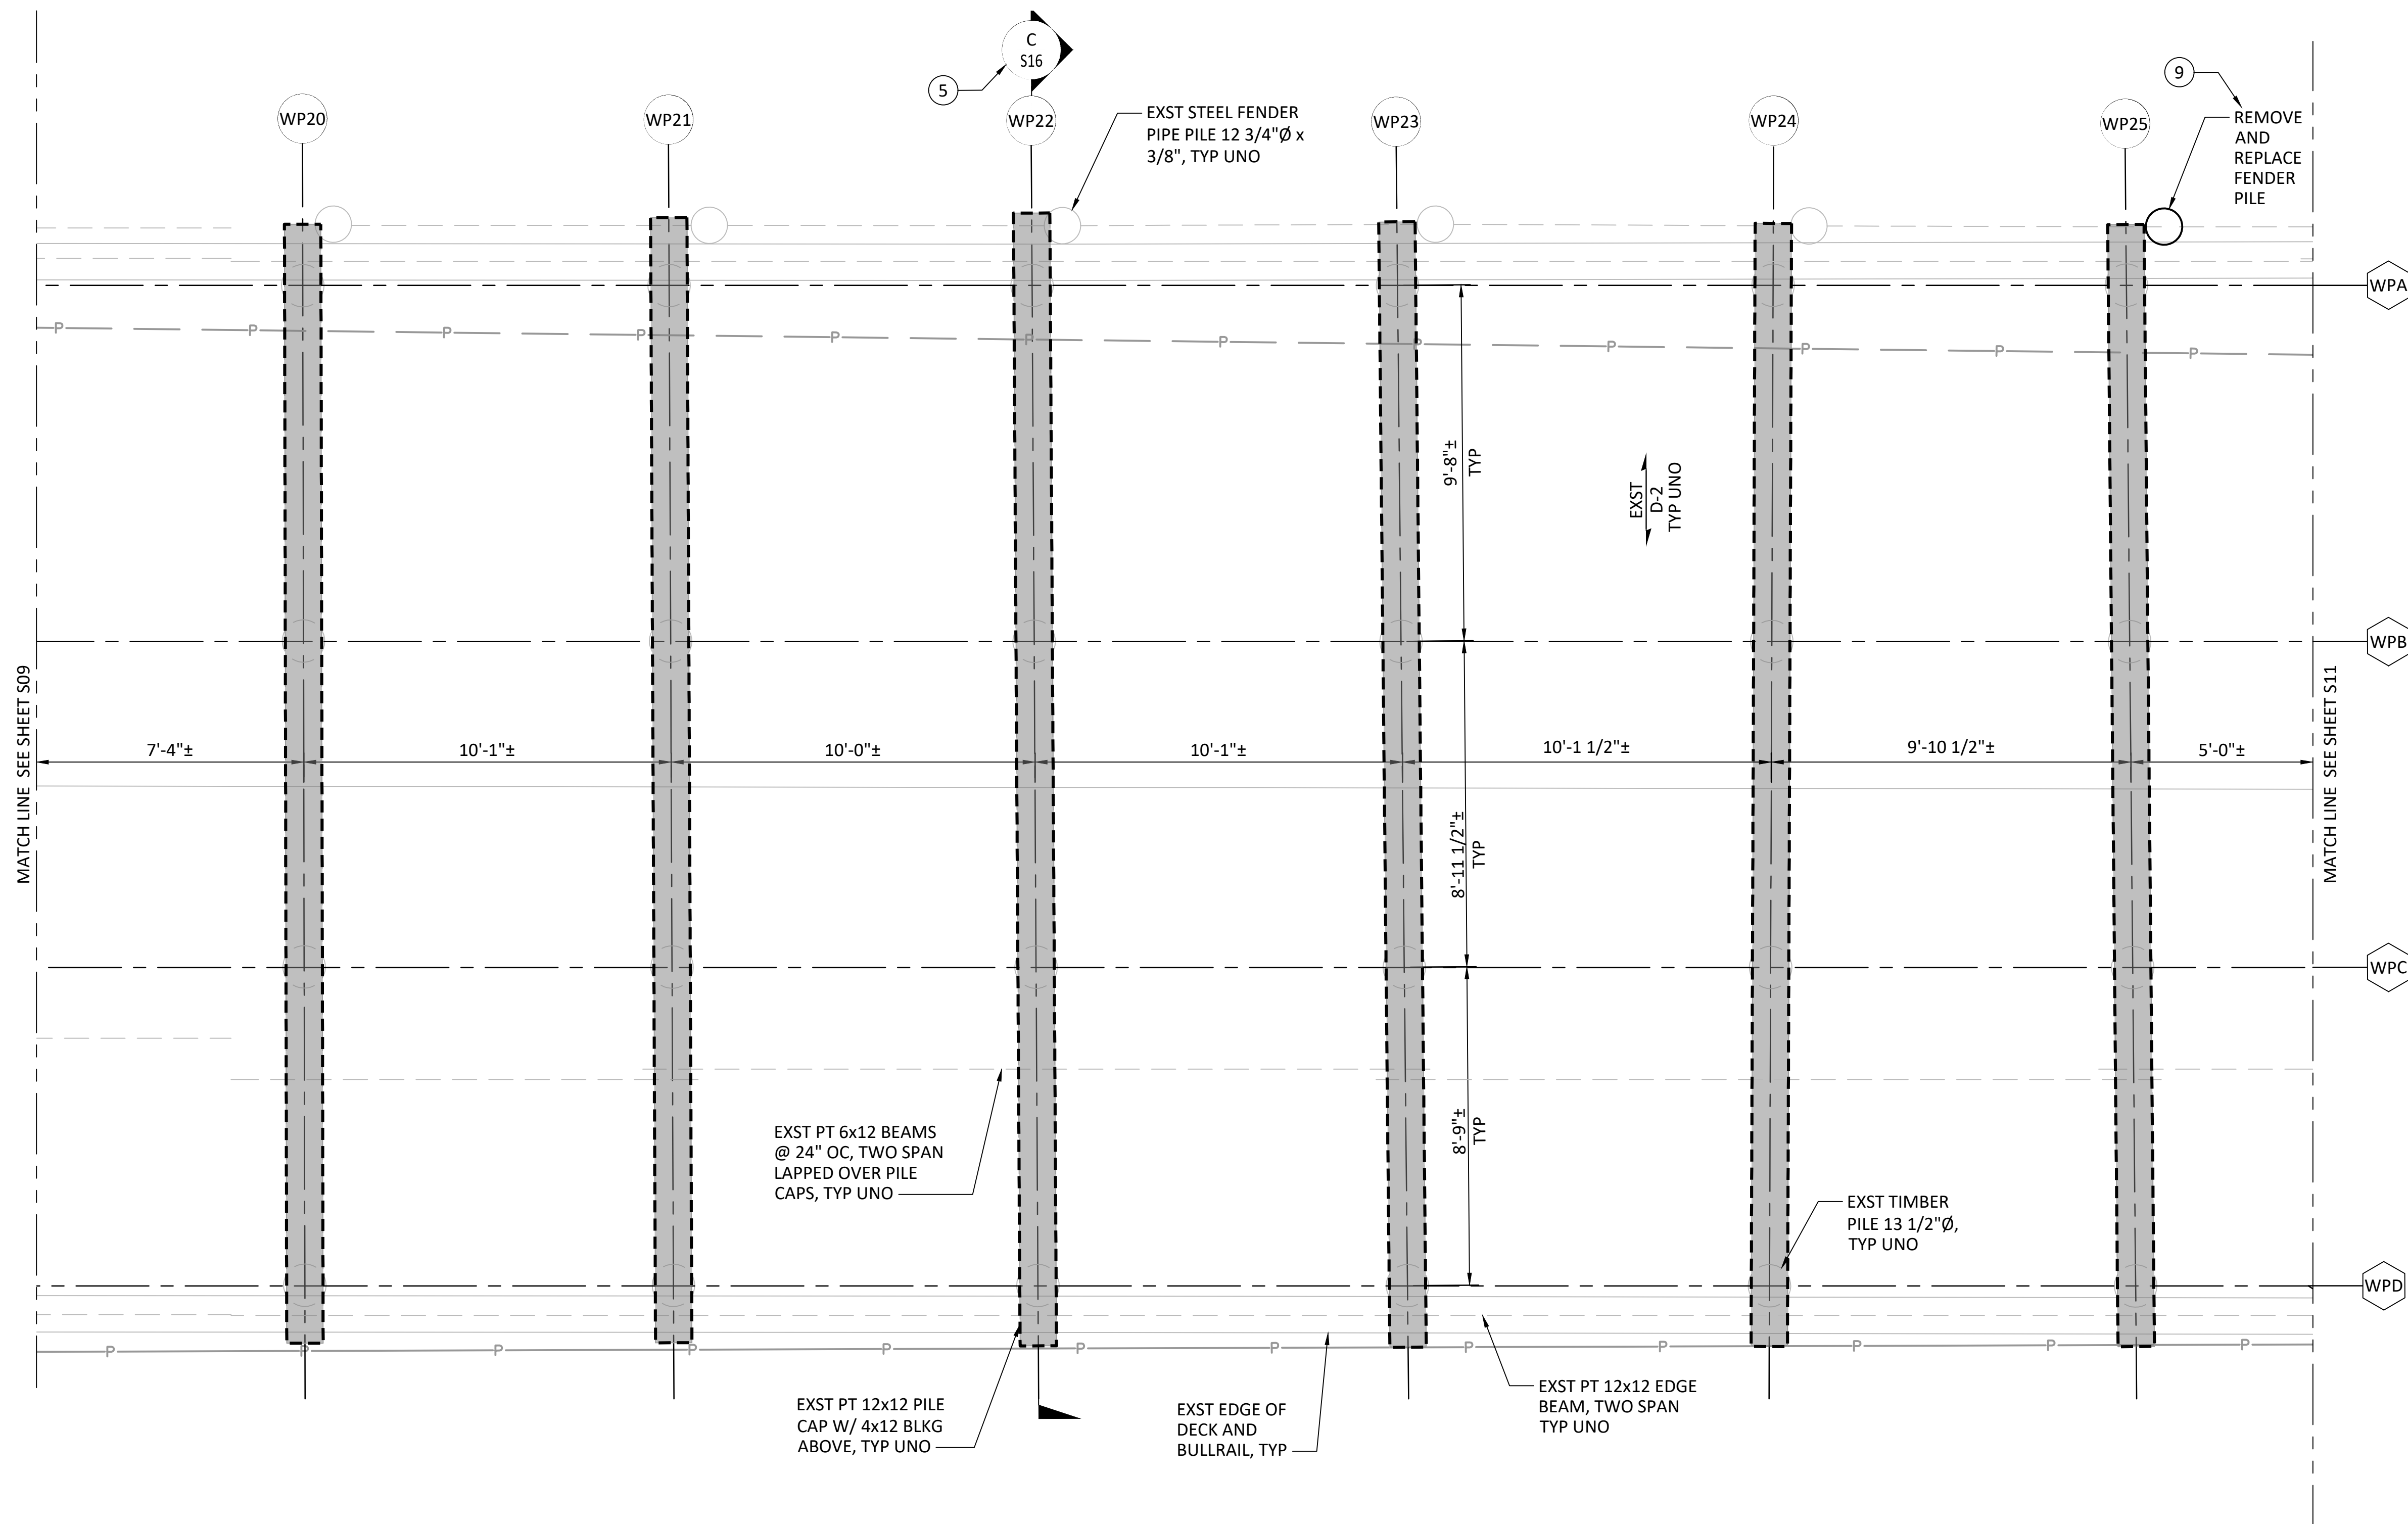 C
S16
5
9
WP20
WP21
WP22
WP23
WP24
WP25
EXST STEEL FENDER
PIPE PILE 12 3/4"Ø x
3/8", TYP UNO
REMOVE
AND
REPLACE
FENDER
PILE
WPA
P P P P P P P P P P P P
9'-8"±
TYP
EXST
D-2
TYP UNO
WPB
MATCH LINE SEE SHEET S09
7'-4"±
10'-1"±
10'-0"±
10'-1"±
10'-1 1/2"±
9'-10 1/2"±
5'-0"±
MATCH LINE SEE SHEET S11
8'-11 1/2"±
TYP
WPC
8'-9"±
TYP
EXST PT 6x12 BEAMS
@ 24" OC, TWO SPAN
LAPPED OVER PILE
CAPS, TYP UNO
EXST TIMBER
PILE 13 1/2"Ø,
TYP UNO
WPD
P P P P P P P P P P P P
EXST PT 12x12 PILE
CAP W/ 4x12 BLKG
ABOVE, TYP UNO
EXST EDGE OF
DECK AND
BULLRAIL, TYP
EXST PT 12x12 EDGE
BEAM, TWO SPAN
TYP UNO